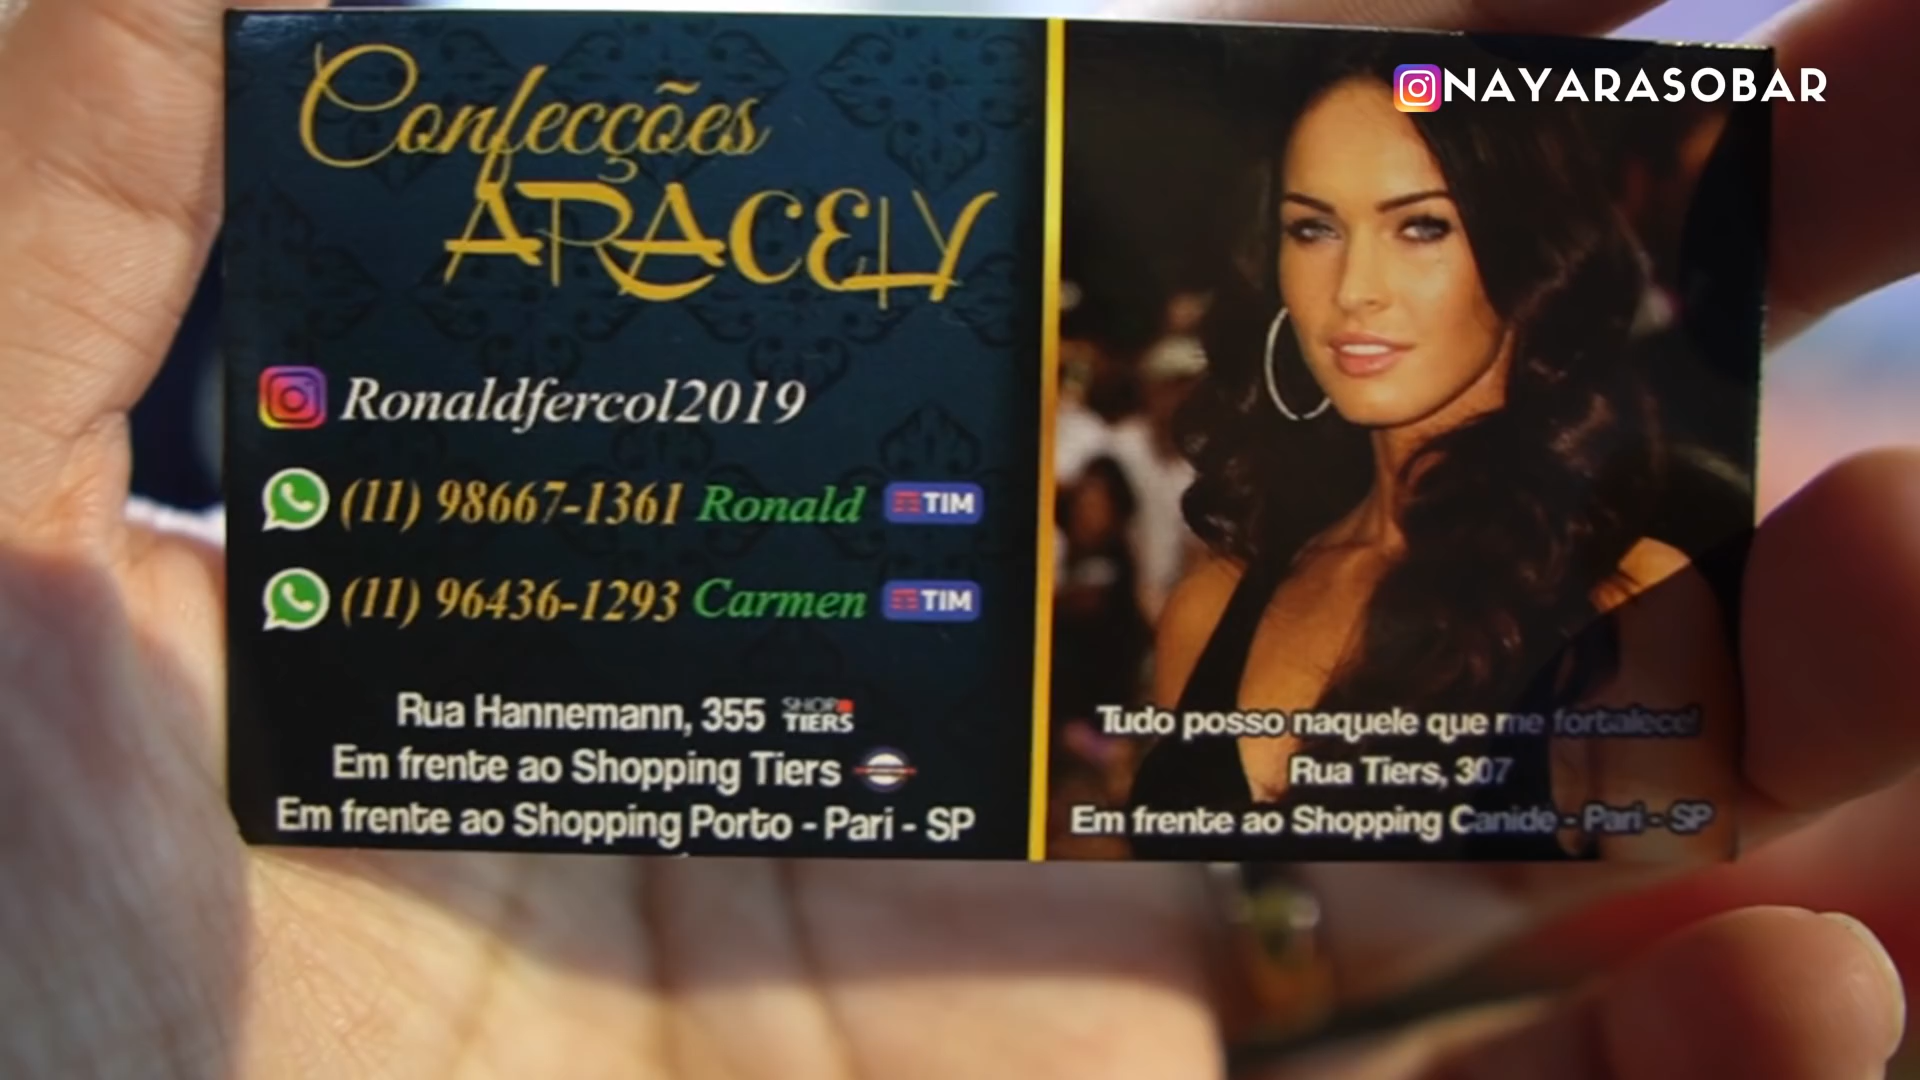 NAYARASOBAR
Confecções
ARACELY
Ronaldfercol2019
(11) 98667-1361 Ronald TIM
(11) 96436-1293 Carmen TIM
Rua Hannemann, 355 SHOP TIERS
Em frente ao Shopping Tiers
Em frente ao Shopping Porto - Pari - SP
Tudo posso naquele que me fortalece!
Rua Tiers, 307
Em frente ao Shopping Canide - Pari - SP